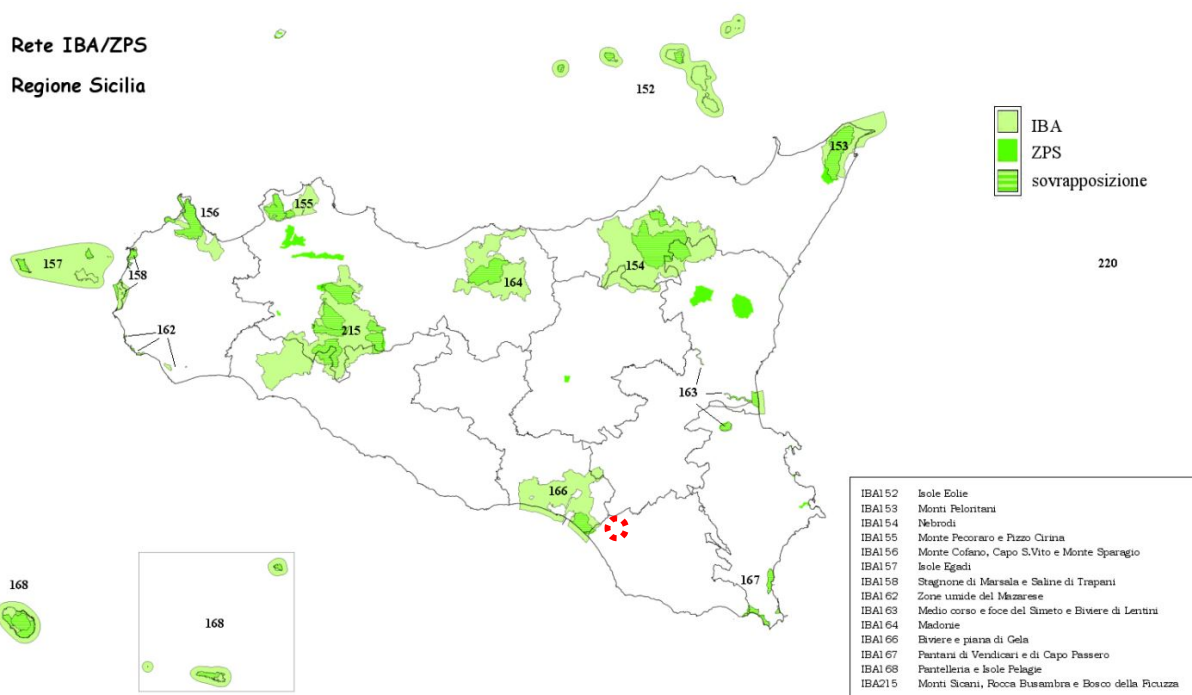 Rete IBA/ZPS
Regione Sicilia
152
153
IBA
ZPS
sovrapposizione
155
156
157
158
154
164
220
162
215
163
166
167
168
168
IBA152 Isole Eolie
IBA153 Monti Peloritani
IBA154 Nebrodi
IBA155 Monte Pecoraro e Pizzo Cirina
IBA156 Monte Cofano, Capo S.Vito e Monte Sparagio
IBA157 Isole Egadi
IBA158 Stagnone di Marsala e Saline di Trapani
IBA162 Zone umide del Mazarese
IBA163 Medio corso e foce del Simeto e Biviere di Lentini
IBA164 Madonie
IBA166 Biviere e piana di Gela
IBA167 Pantani di Vendicari e di Capo Passero
IBA168 Pantelleria e Isole Pelagie
IBA215 Monti Sicani, Rocca Busambra e Bosco della Ficuzza